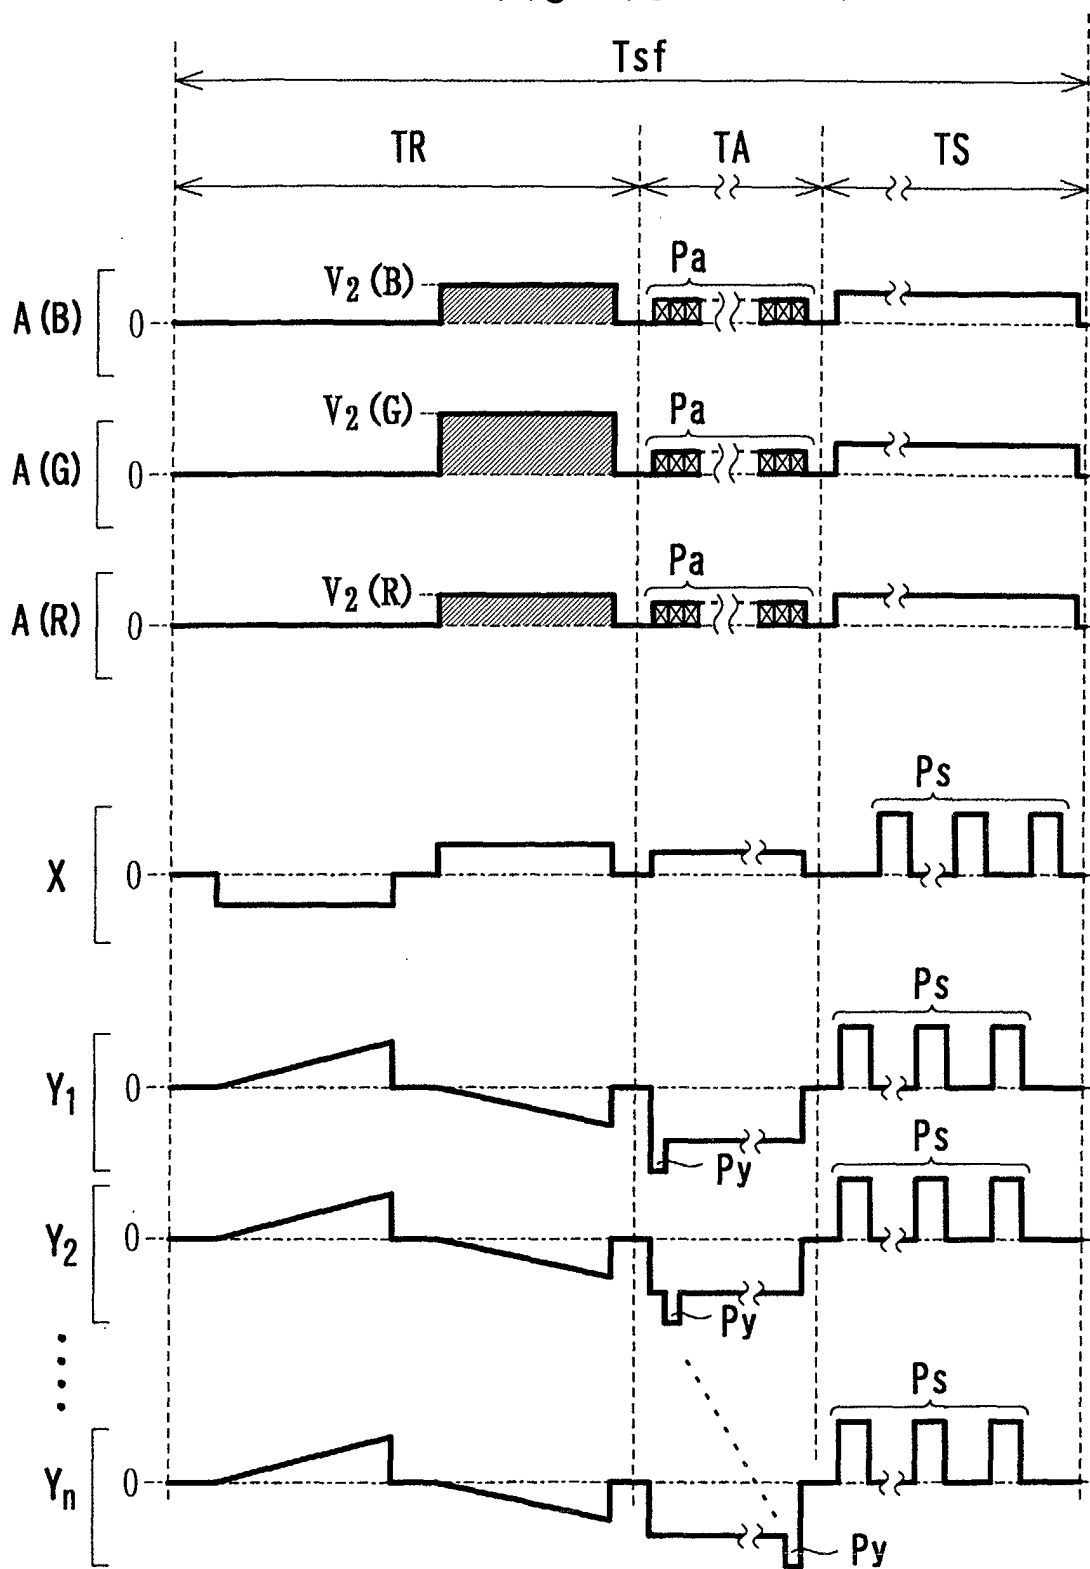 Tsf
TR TA TS
A(B) 0 V2(B) Pa
A(G) 0 V2(G) Pa
A(R) 0 V2(R) Pa
X 0 Ps
Y1 0 Py Ps
Y2 0 Py Ps
Yn 0 Py Ps